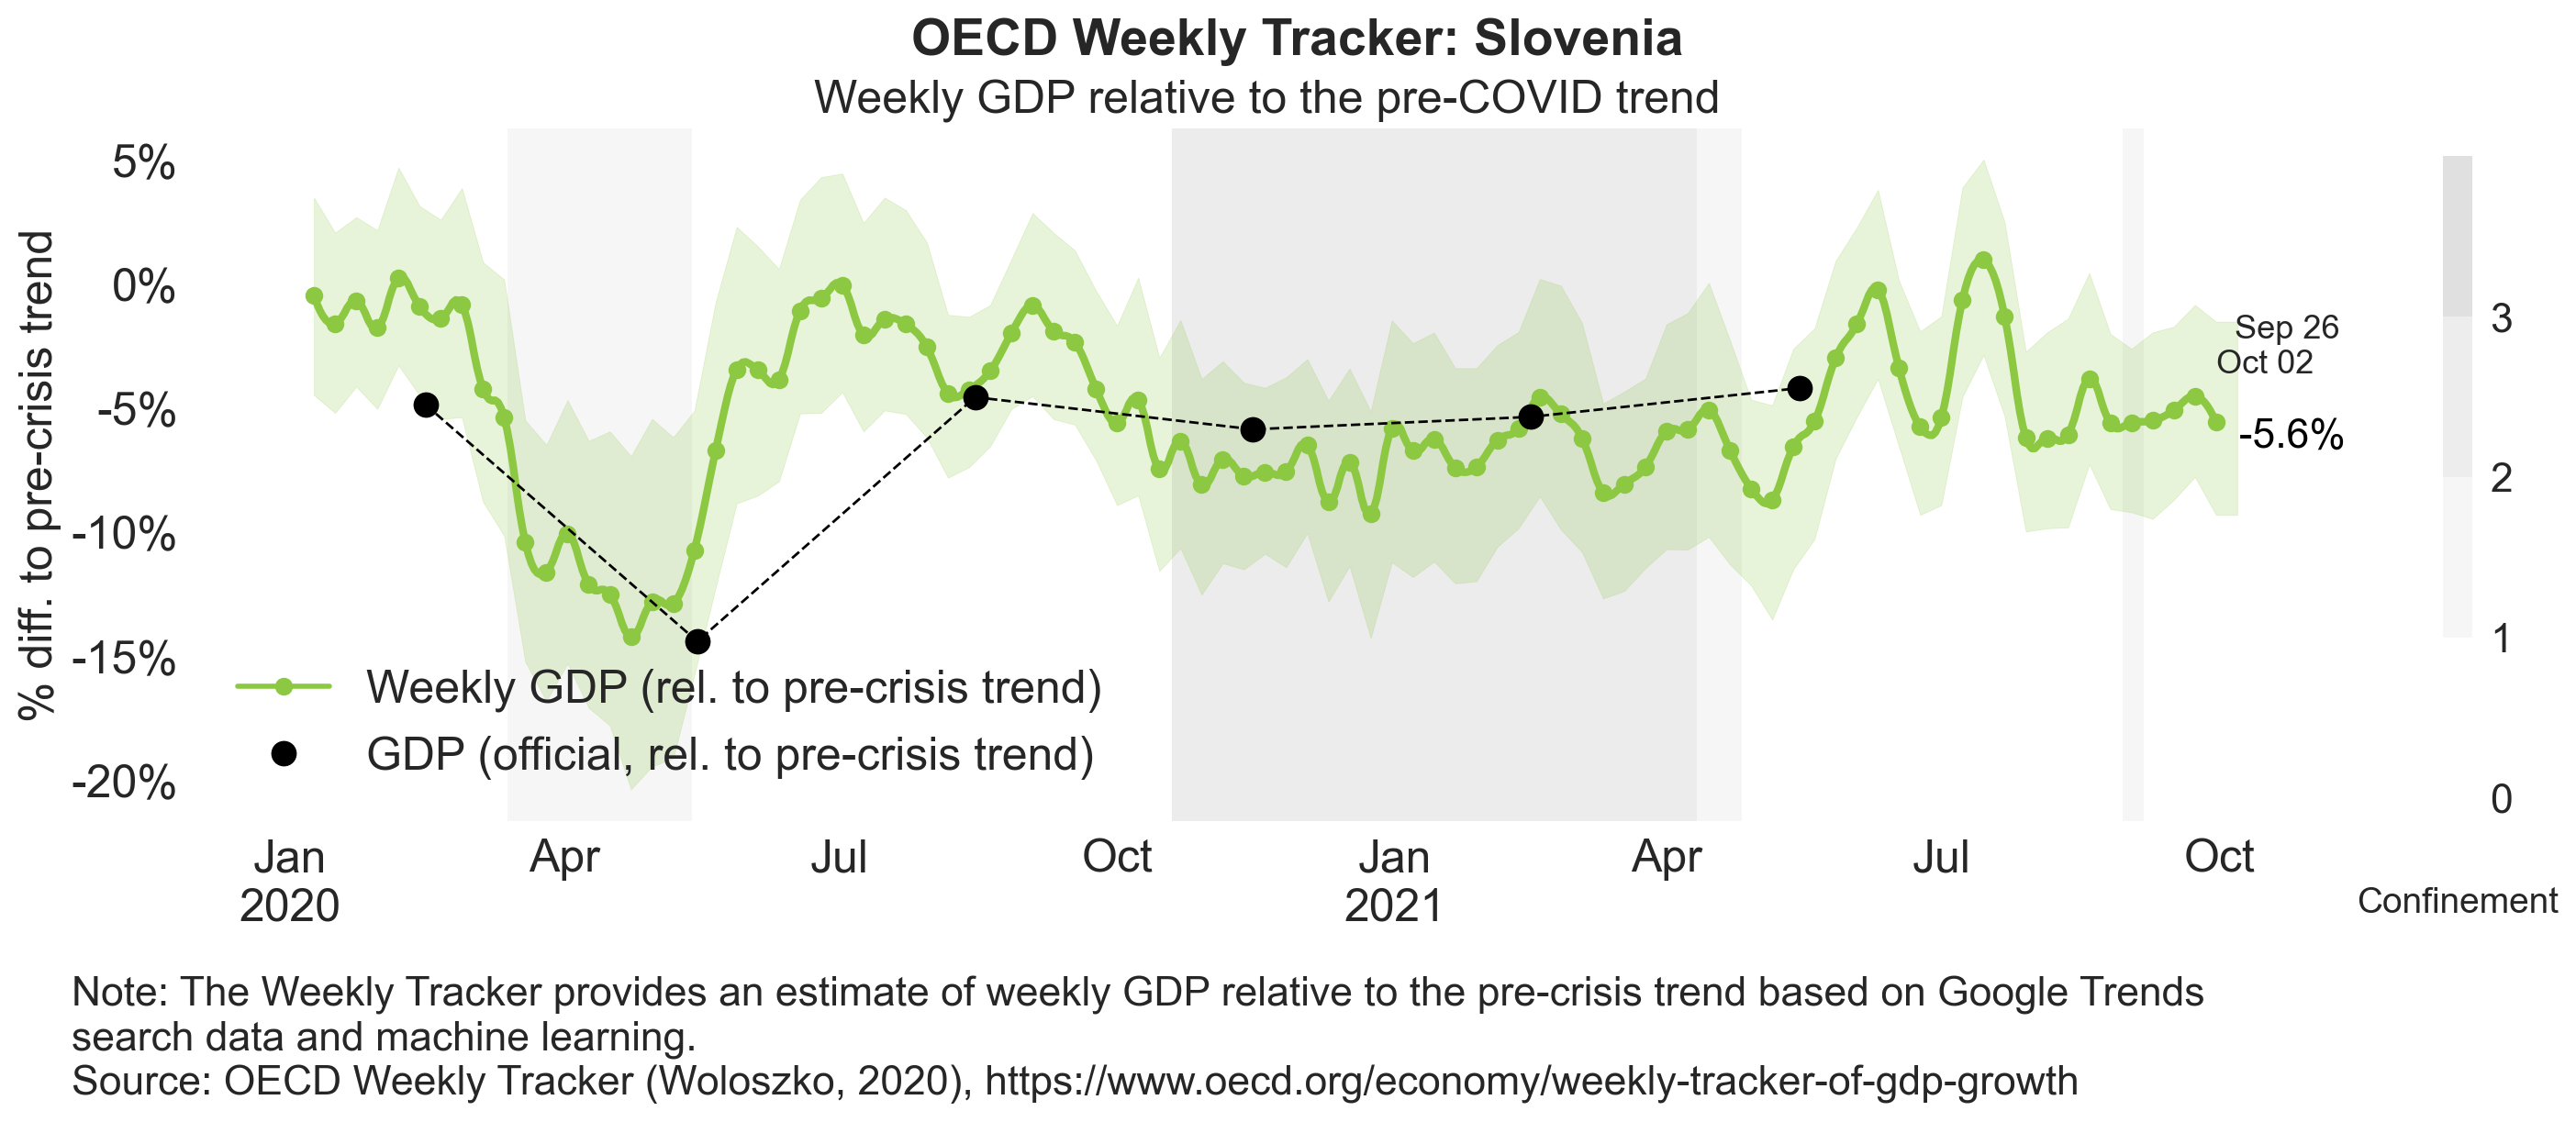 OECD Weekly Tracker: Slovenia
Weekly GDP relative to the pre-COVID trend
% diff. to pre-crisis trend
5%
0%
-5%
-10%
-15%
-20%
Sep 26
Oct 02
-5.6%
Weekly GDP (rel. to pre-crisis trend)
GDP (official, rel. to pre-crisis trend)
3
2
1
0
Jan Apr Jul Oct Jan Apr Jul Oct
2020 2021
Confinement
Note: The Weekly Tracker provides an estimate of weekly GDP relative to the pre-crisis trend based on Google Trends
search data and machine learning.
Source: OECD Weekly Tracker (Woloszko, 2020), https://www.oecd.org/economy/weekly-tracker-of-gdp-growth